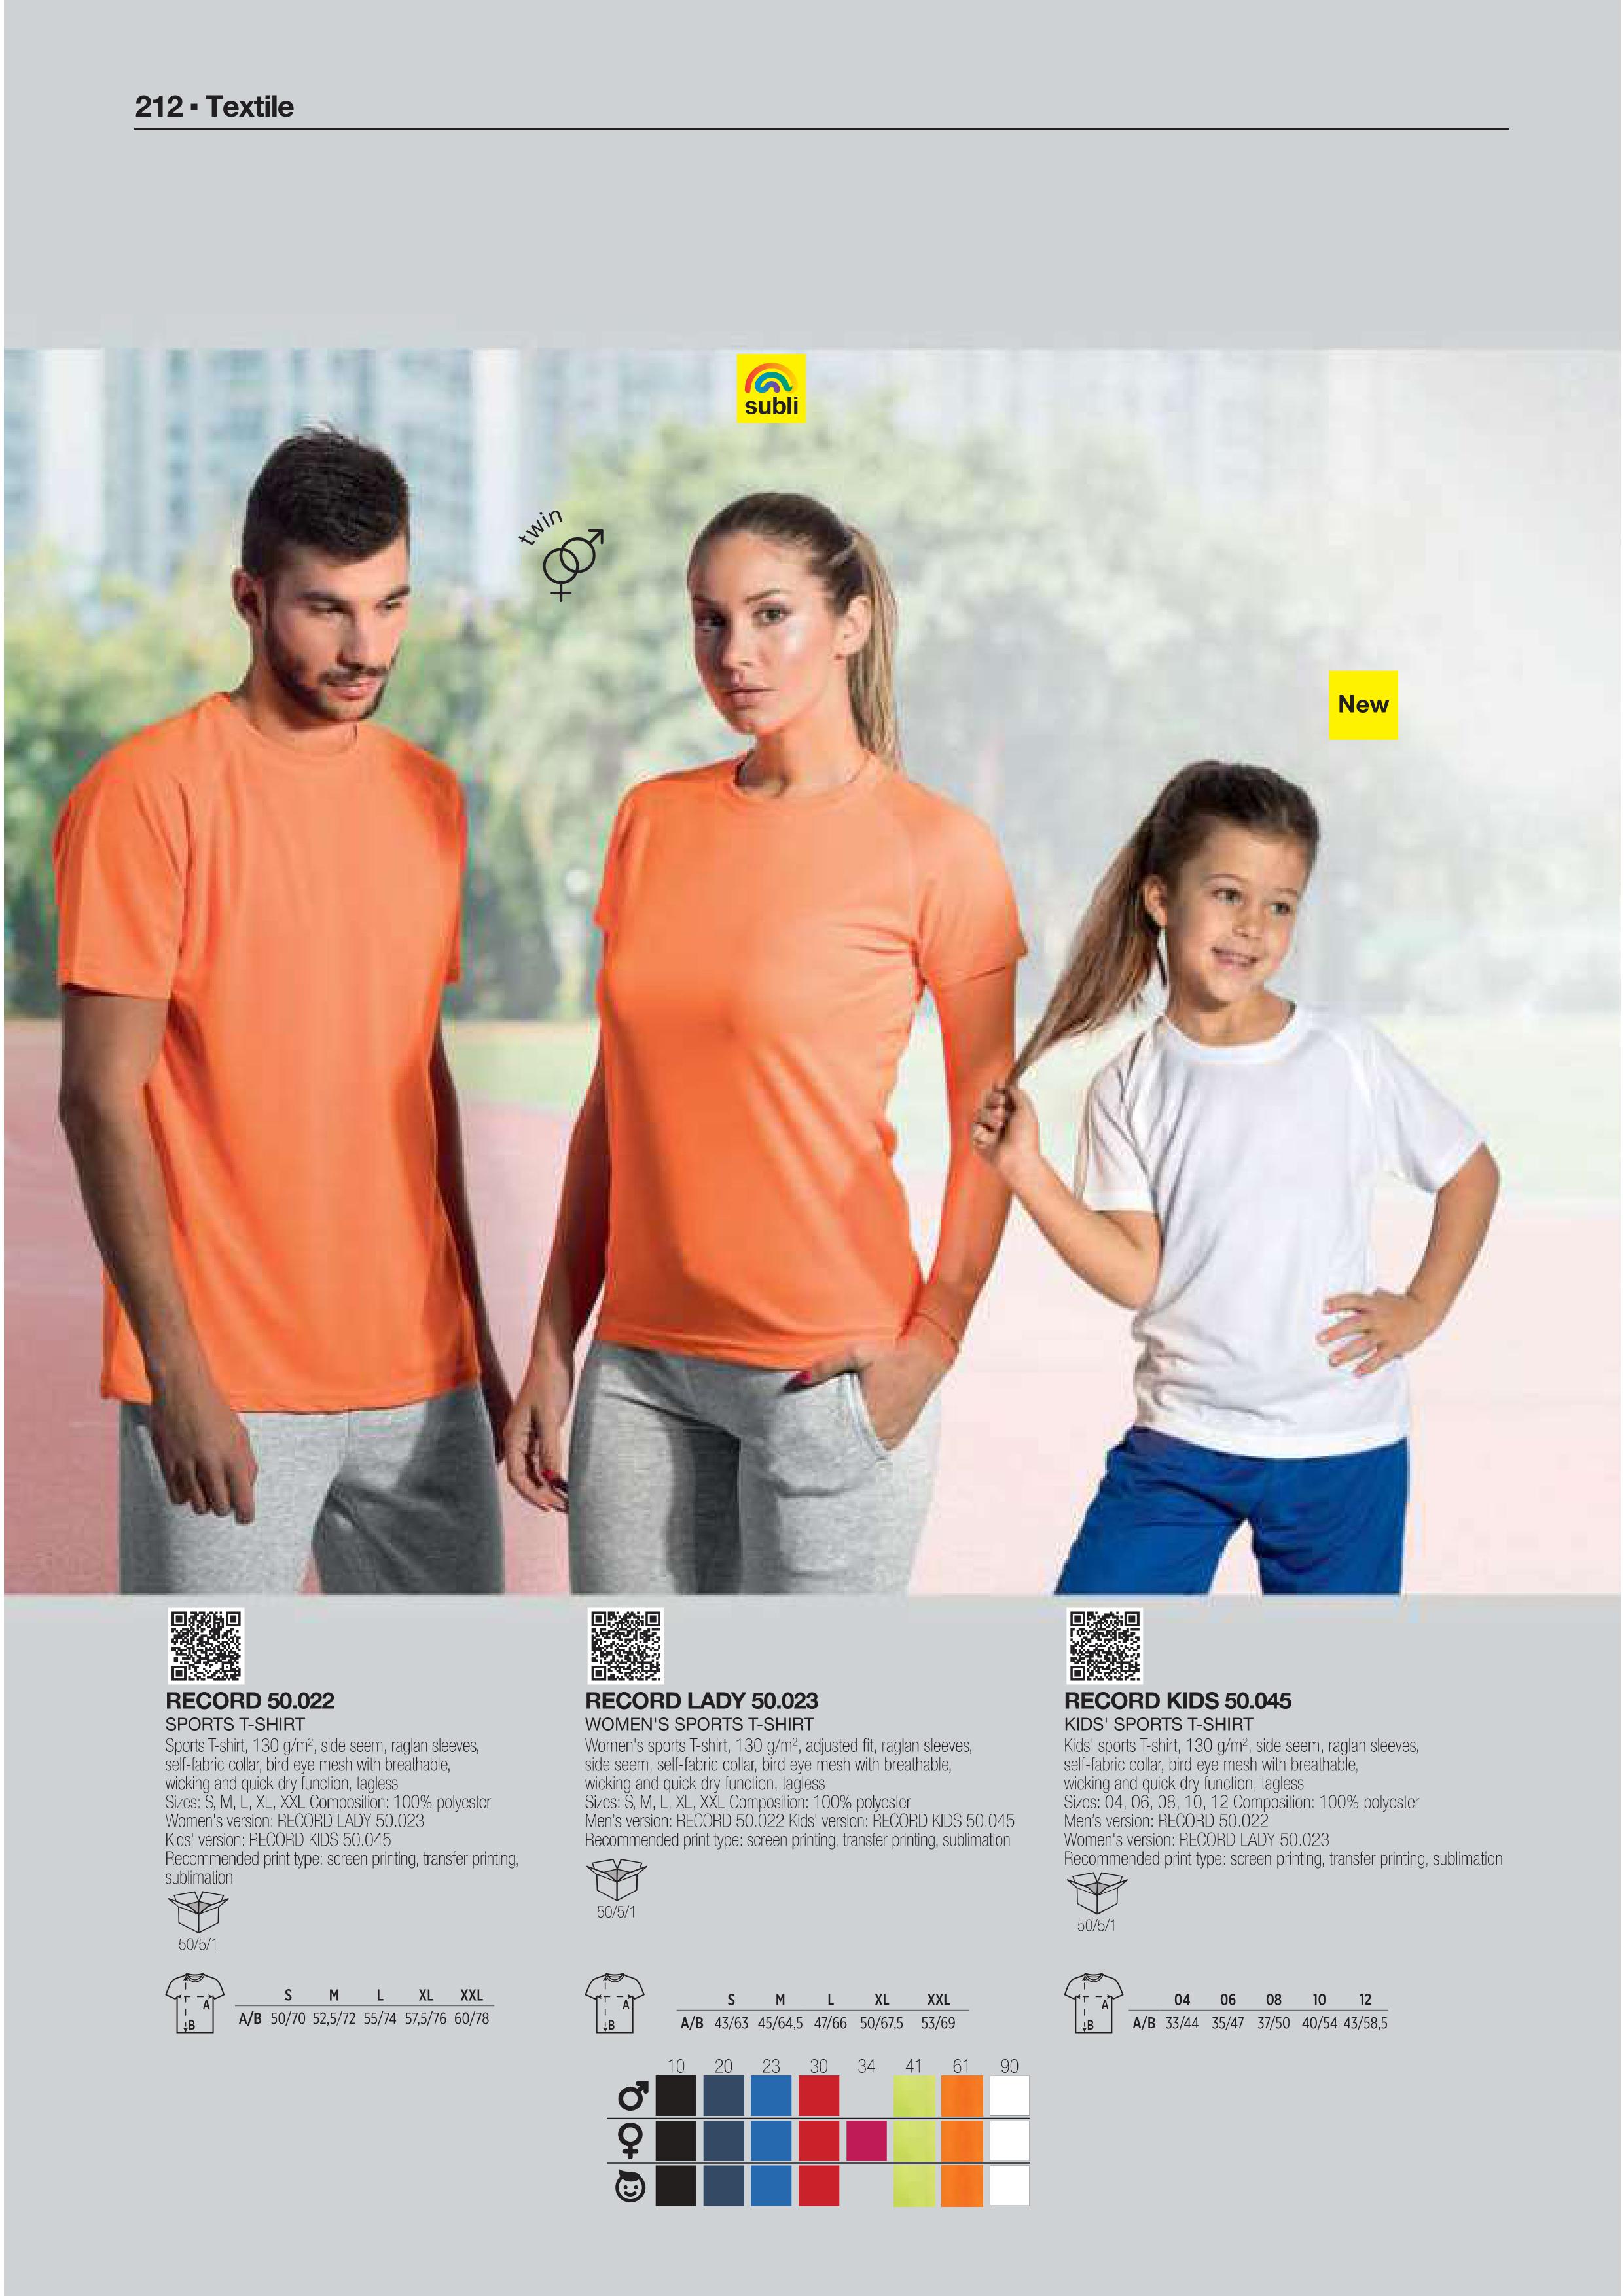 212 ▪ Textile
subli
twin
New
RECORD 50.022
SPORTS T-SHIRT
Sports T-shirt, 130 g/m², side seem, raglan sleeves,
self-fabric collar, bird eye mesh with breathable,
wicking and quick dry function, tagless
Sizes: S, M, L, XL, XXL Composition: 100% polyester
Women's version: RECORD LADY 50.023
Kids' version: RECORD KIDS 50.045
Recommended print type: screen printing, transfer printing,
sublimation
50/5/1
A
B
S M L XL XXL
A/B 50/70 52,5/72 55/74 57,5/76 60/78
RECORD LADY 50.023
WOMEN'S SPORTS T-SHIRT
Women's sports T-shirt, 130 g/m², adjusted fit, raglan sleeves,
side seem, self-fabric collar, bird eye mesh with breathable,
wicking and quick dry function, tagless
Sizes: S, M, L, XL, XXL Composition: 100% polyester
Men's version: RECORD 50.022 Kids' version: RECORD KIDS 50.045
Recommended print type: screen printing, transfer printing, sublimation
50/5/1
A
B
S M L XL XXL
A/B 43/63 45/64,5 47/66 50/67,5 53/69
RECORD KIDS 50.045
KIDS' SPORTS T-SHIRT
Kids' sports T-shirt, 130 g/m², side seem, raglan sleeves,
self-fabric collar, bird eye mesh with breathable,
wicking and quick dry function, tagless
Sizes: 04, 06, 08, 10, 12 Composition: 100% polyester
Men's version: RECORD 50.022
Women's version: RECORD LADY 50.023
Recommended print type: screen printing, transfer printing, sublimation
50/5/1
A
B
04 06 08 10 12
A/B 33/44 35/47 37/50 40/54 43/58,5
10 20 23 30 34 41 61 90